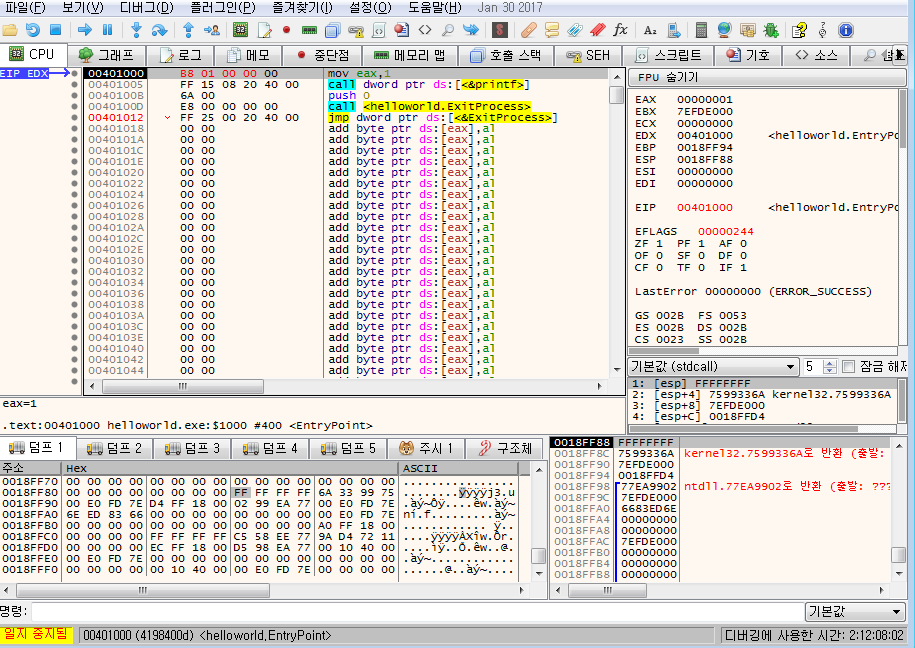 파일(F) 보기(V) 디버그(D) 플러그인(P) 즐겨찾기(I) 설정(O) 도움말(H) Jan 30 2017
CPU 그래프 로그 메모 중단점 메모리 맵 호출 스택 SEH 스크립트 기호 소스
EIP EDX
00401000 B8 01 00 00 00 mov eax,1
00401005 FF 15 08 20 40 00 call dword ptr ds:[<&printf>]
0040100B 6A 00 push 0
0040100D E8 00 00 00 00 call <helloworld.ExitProcess>
00401012 FF 25 00 20 40 00 jmp dword ptr ds:[<&ExitProcess>]
00401018 00 00 add byte ptr ds:[eax],al
0040101A 00 00 add byte ptr ds:[eax],al
0040101C 00 00 add byte ptr ds:[eax],al
0040101E 00 00 add byte ptr ds:[eax],al
00401020 00 00 add byte ptr ds:[eax],al
00401022 00 00 add byte ptr ds:[eax],al
00401024 00 00 add byte ptr ds:[eax],al
00401026 00 00 add byte ptr ds:[eax],al
00401028 00 00 add byte ptr ds:[eax],al
0040102A 00 00 add byte ptr ds:[eax],al
0040102C 00 00 add byte ptr ds:[eax],al
0040102E 00 00 add byte ptr ds:[eax],al
00401030 00 00 add byte ptr ds:[eax],al
00401032 00 00 add byte ptr ds:[eax],al
00401034 00 00 add byte ptr ds:[eax],al
00401036 00 00 add byte ptr ds:[eax],al
00401038 00 00 add byte ptr ds:[eax],al
0040103A 00 00 add byte ptr ds:[eax],al
0040103C 00 00 add byte ptr ds:[eax],al
0040103E 00 00 add byte ptr ds:[eax],al
00401040 00 00 add byte ptr ds:[eax],al
00401042 00 00 add byte ptr ds:[eax],al
00401044 00 00 add byte ptr ds:[eax],al
FPU 숨기기
EAX 00000001
EBX 7EFDE000
ECX 00000000
EDX 00401000 <helloworld.EntryPo
EBP 0018FF94
ESP 0018FF88
ESI 00000000
EDI 00000000
EIP 00401000 <helloworld.EntryPo
EFLAGS 00000244
ZF 1 PF 1 AF 0
OF 0 SF 0 DF 0
CF 0 TF 0 IF 1
LastError 00000000 (ERROR_SUCCESS)
GS 002B FS 0053
ES 002B DS 002B
CS 0023 SS 002B
기본값 (stdcall) 5 잠금 해제
1: [esp] FFFFFFFF
2: [esp+4] 7599336A kernel32.7599336A
3: [esp+8] 7EFDE000
4: [esp+C] 0018FFD4
eax=1
.text:00401000 helloworld.exe:$1000 #400 <EntryPoint>
덤프 1 덤프 2 덤프 3 덤프 4 덤프 5 주시 1 구조체
주소 Hex ASCII
0018FF70 00 00 00 00 00 00 00 00 00 00 00 00 00 00 00 00 ................
0018FF80 00 00 00 00 00 00 00 00 FF FF FF FF 6A 33 99 75 ........ÿÿÿÿj3.u
0018FF90 00 E0 FD 7E D4 FF 18 00 02 99 EA 77 00 E0 FD 7E .àý~Ôÿ....êw.àý~
0018FFA0 6E ED 83 66 00 00 00 00 00 00 00 00 00 E0 FD 7E ní.f.........àý~
0018FFB0 00 00 00 00 00 00 00 00 00 00 00 00 A0 FF 18 00
0018FFC0 00 00 00 00 FF FF FF FF C5 58 EE 77 9A D4 72 11
0018FFD0 00 00 00 00 EC FF 18 00 D5 98 EA 77 00 10 40 00 ....ìÿ..Õ.êw..@.
0018FFE0 00 E0 FD 7E 00 00 00 00 00 00 00 00 00 00 00 00 .àý~............
0018FFF0 00 00 00 00 00 10 40 00 00 E0 FD 7E 00 00 00 00 ......@..àý~....
0018FF88 FFFFFFFF
0018FF8C 7599336A kernel32.7599336A로 반환 (출발:
0018FF90 7EFDE000
0018FF94 0018FFD4
0018FF98 77EA9902 ntdll.77EA9902로 반환 (출발: ???
0018FF9C 7EFDE000
0018FFA0 6683ED6E
0018FFA4 00000000
0018FFA8 00000000
0018FFAC 7EFDE000
0018FFB0 00000000
0018FFB4 00000000
0018FFB8 00000000
명령: 기본값
일시 중지됨 00401000 (4198400d) <helloworld,EntryPoint> 디버깅에 사용한 시간: 2:12:08:02